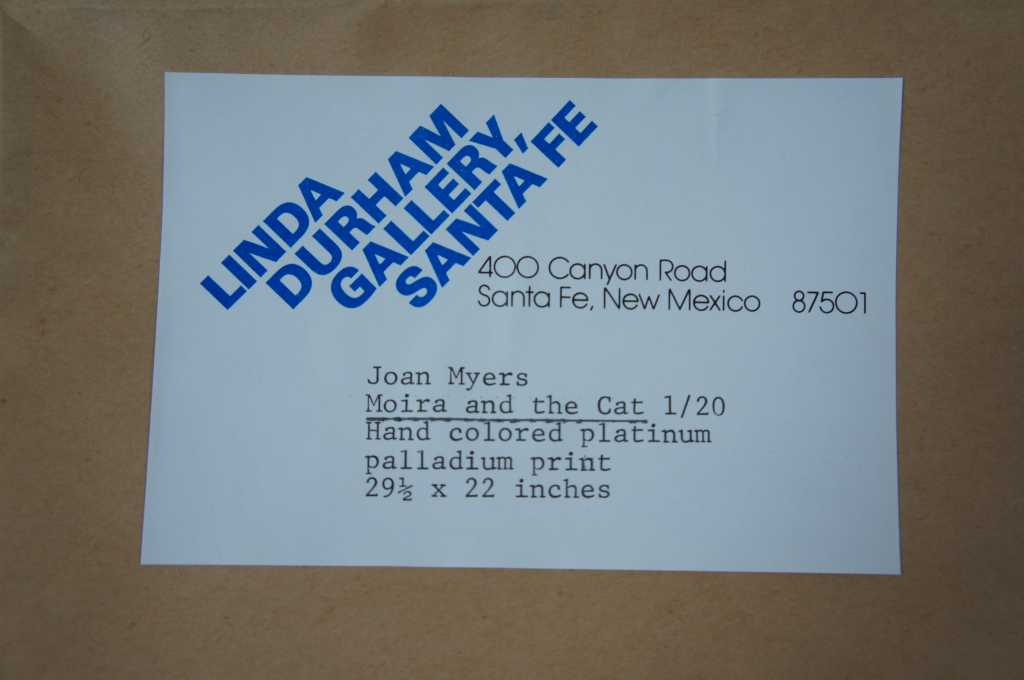 LINDA
DURHAM
GALLERY,
SANTA FE
400 Canyon Road
Santa Fe, New Mexico 87501
Joan Myers
Moira and the Cat 1/20
Hand colored platinum
palladium print
29½ x 22 inches